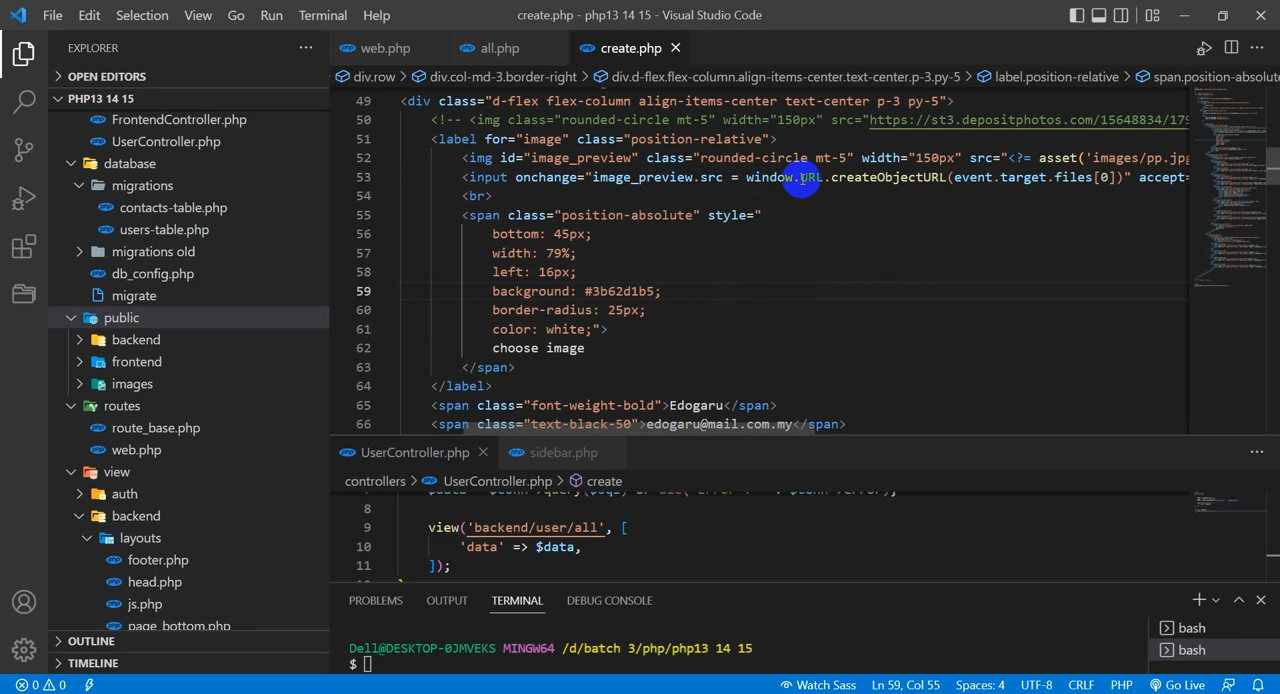 File Edit Selection View Go Run Terminal Help
create.php - php13 14 15 - Visual Studio Code
EXPLORER
OPEN EDITORS
PHP13 14 15
FrontendController.php
UserController.php
database
migrations
contacts-table.php
users-table.php
migrations old
db_config.php
migrate
public
backend
frontend
images
routes
route_base.php
web.php
view
auth
backend
layouts
footer.php
head.php
js.php
page_bottom.php
OUTLINE
TIMELINE
web.php all.php create.php
div.row > div.col-md-3.border-right > div.d-flex.flex-column.align-items-center.text-center.p-3.py-5 > label.position-relative > span.position-absolute
49 <div class="d-flex flex-column align-items-center text-center p-3 py-5">
50 <!-- <img class="rounded-circle mt-5" width="150px" src="https://st3.depositphotos.com/15648834/179
51 <label for="image" class="position-relative">
52 <img id="image_preview" class="rounded-circle mt-5" width="150px" src="<?= asset('images/pp.jpg
53 <input onchange="image_preview.src = window.URL.createObjectURL(event.target.files[0])" accept=
54 <br>
55 <span class="position-absolute" style="
56 bottom: 45px;
57 width: 79%;
58 left: 16px;
59 background: #3b62d1b5;
60 border-radius: 25px;
61 color: white;">
62 choose image
63 </span>
64 </label>
65 <span class="font-weight-bold">Edogaru</span>
66 <span class="text-black-50">edogaru@mail.com.my</span>
UserController.php sidebar.php
controllers > UserController.php > create
8
9 view('backend/user/all', [
10 'data' => $data,
11 ]);
PROBLEMS OUTPUT TERMINAL DEBUG CONSOLE
Dell@DESKTOP-0JMVEKS MINGW64 /d/batch 3/php/php13 14 15
$
bash
bash
0 0
Watch Sass Ln 59, Col 55 Spaces: 4 UTF-8 CRLF PHP Go Live